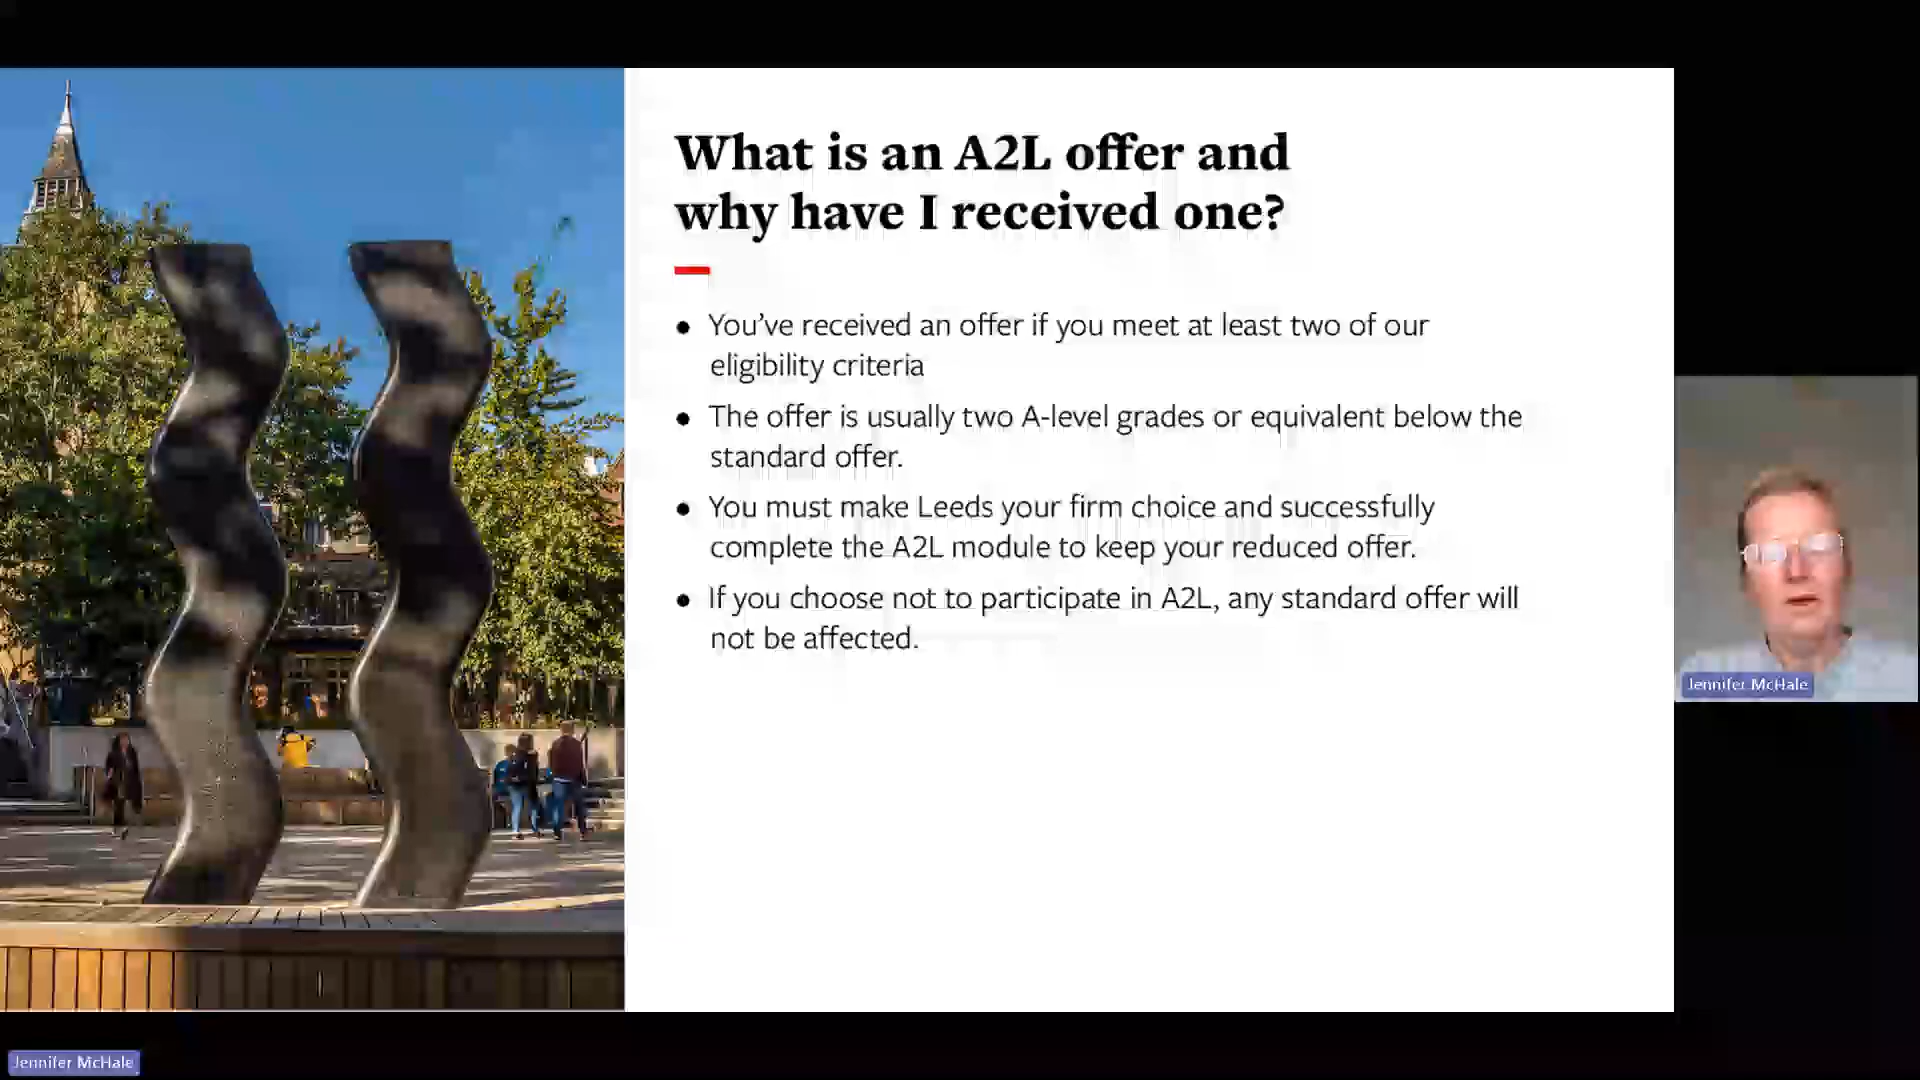 What is an A2L offer and
why have I received one?
● You’ve received an offer if you meet at least two of our
eligibility criteria
● The offer is usually two A-level grades or equivalent below the
standard offer.
● You must make Leeds your firm choice and successfully
complete the A2L module to keep your reduced offer.
● If you choose not to participate in A2L, any standard offer will
not be affected.
Jennifer McHale
Jennifer McHale